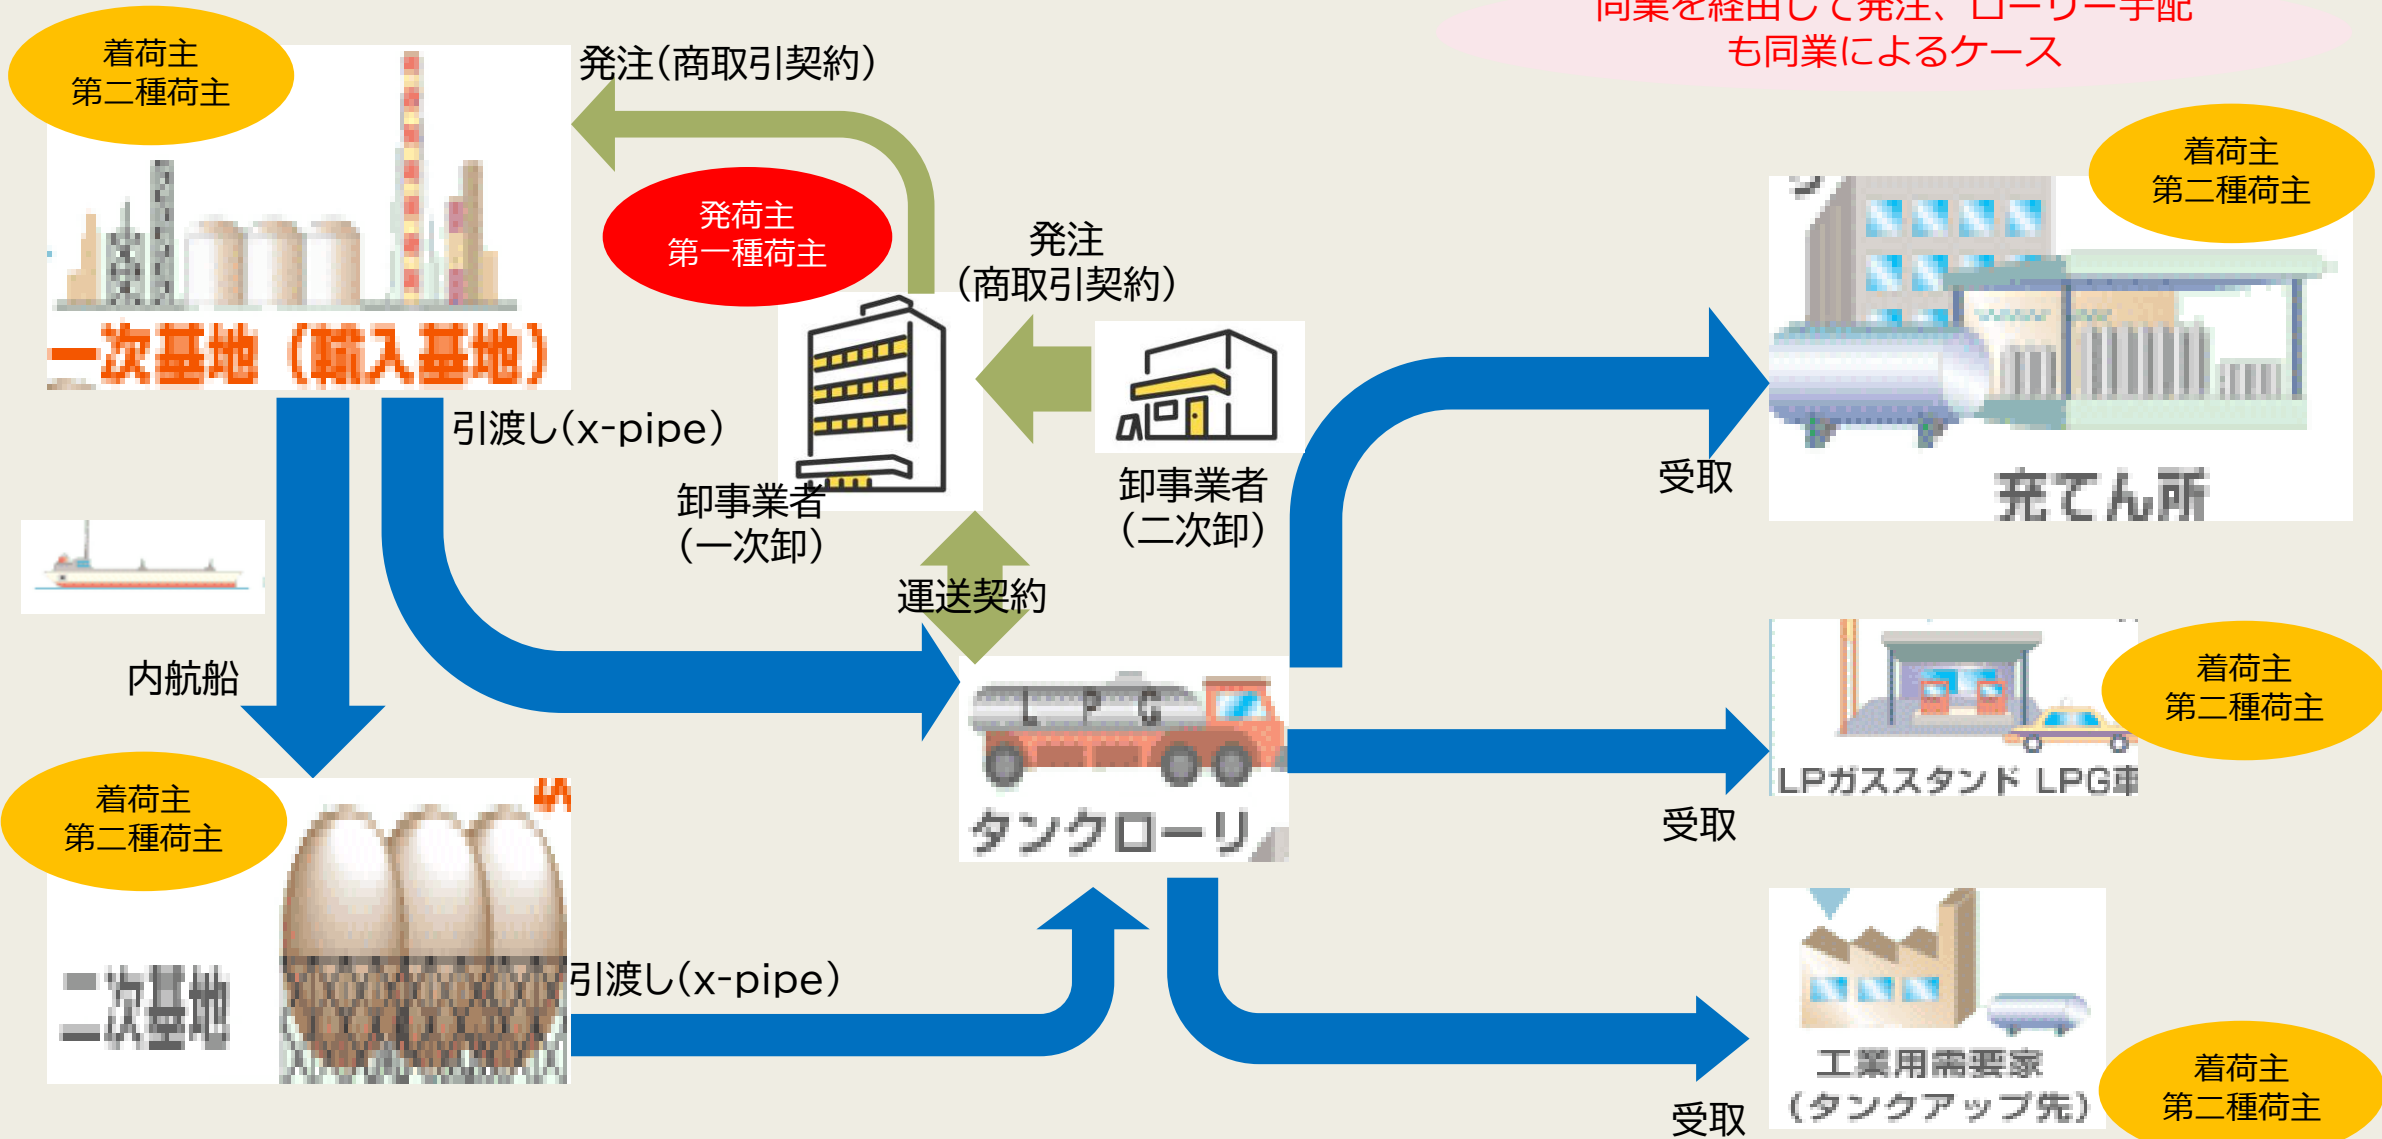 同業を経由して発注、ローリー手配
も同業によるケース
着荷主
第二種荷主
発注(商取引契約)
一次基地(輸入基地)
発荷主
第一種荷主
発注
(商取引契約)
着荷主
第二種荷主
引渡し(x-pipe)
卸事業者
(一次卸)
卸事業者
(二次卸)
受取
充てん所
運送契約
内航船
LPG
タンクローリ
着荷主
第二種荷主
LPガススタンド LPG車
受取
着荷主
第二種荷主
二次基地
引渡し(x-pipe)
工業用需要家
(タンクアップ先)
着荷主
第二種荷主
受取